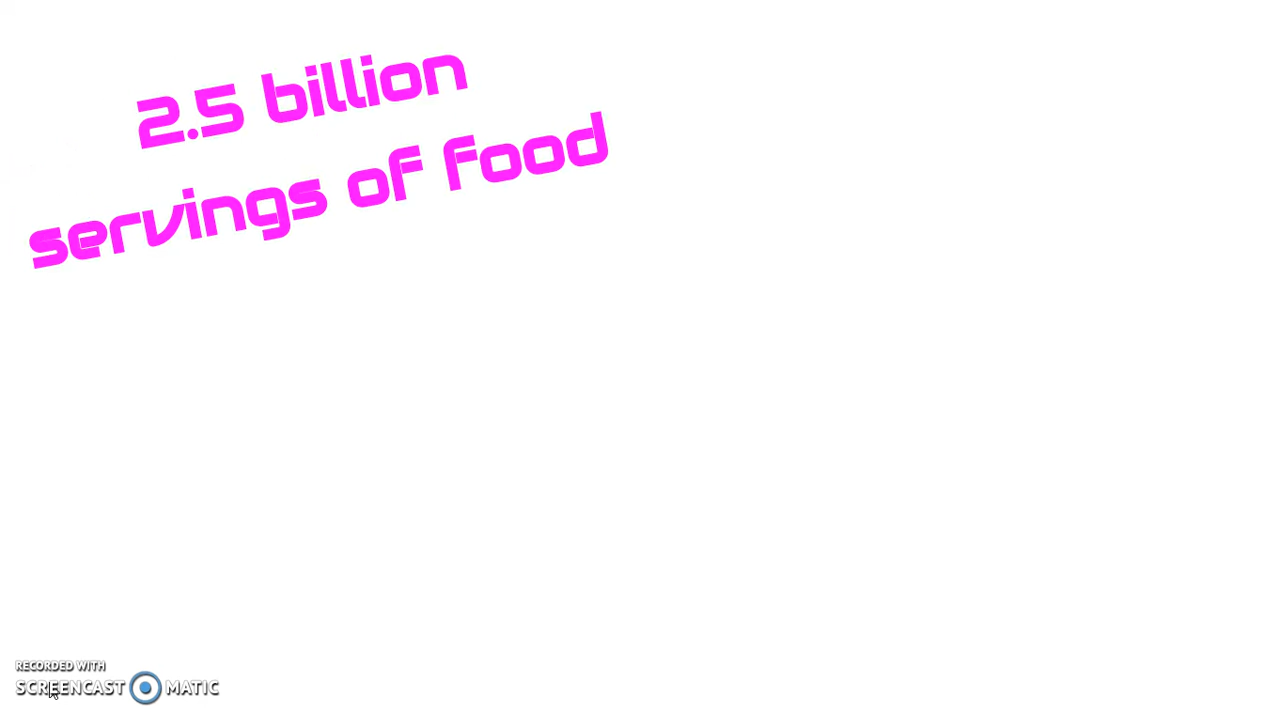 2.5 billion
servings of food
RECORDED WITH
SCREENCAST MATIC